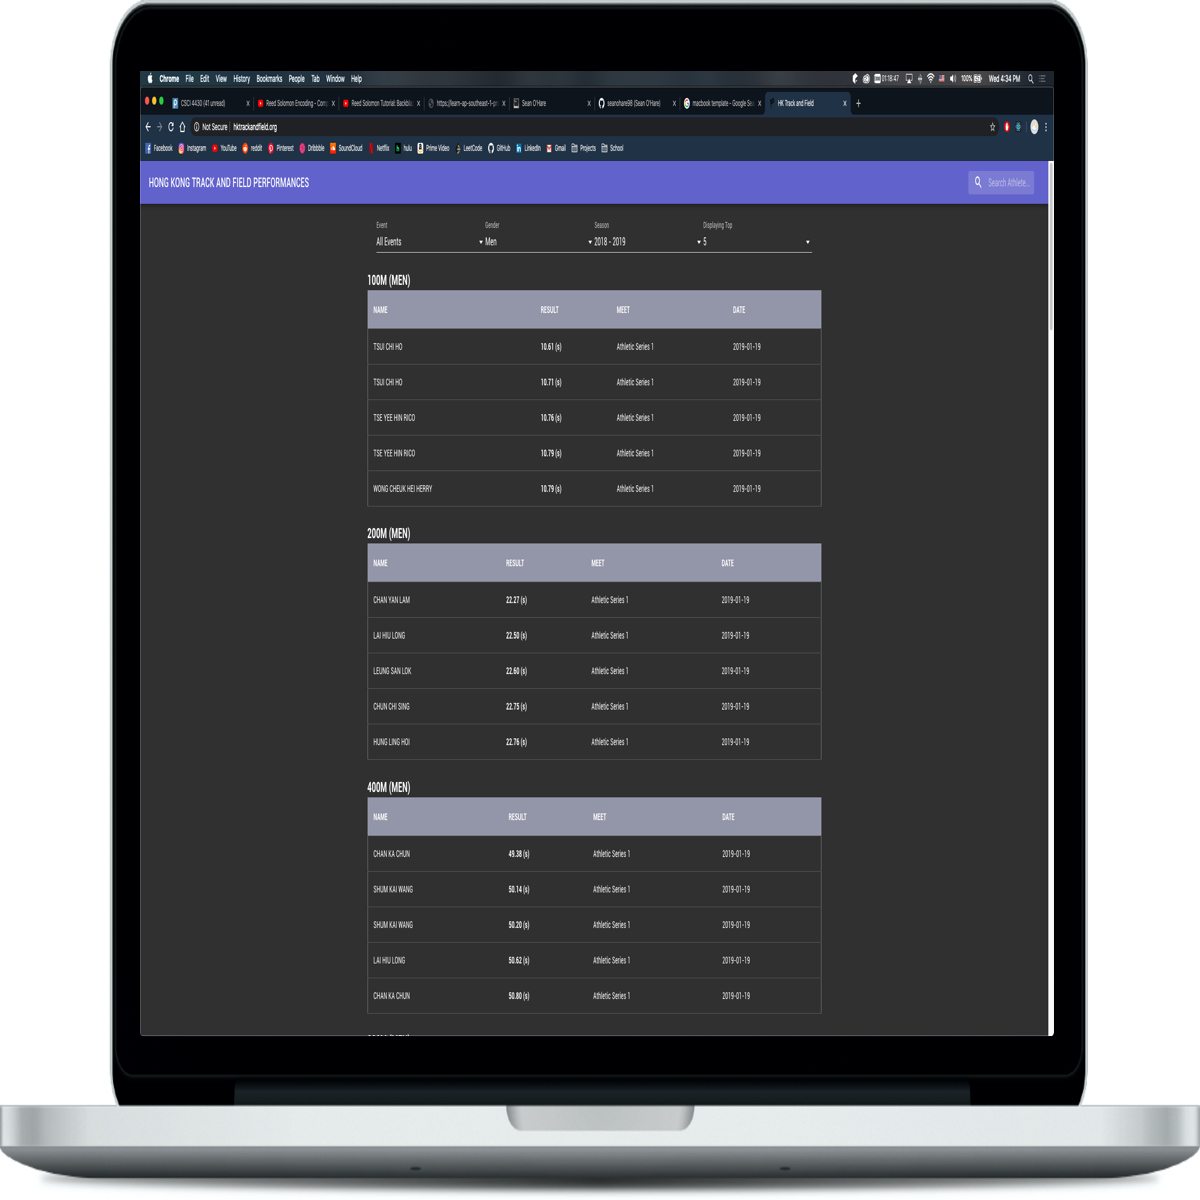 Chrome File Edit View History Bookmarks People Tab Window Help 01:18:47 100% Wed 4:34 PM
CSCI 4430 (41 unread) Reed Solomon Encoding - Com Reed Solomon Tutorial: Backbla https://learn-ap-southeast-1-pr Sean O'Hare seanohare98 (Sean O'Hare) macbook template - Google Sea HK Track and Field
Not Secure hktrackandfield.org
Facebook Instagram YouTube reddit Pinterest Dribbble SoundCloud Netflix hulu Prime Video LeetCode GitHub LinkedIn Gmail Projects School
HONG KONG TRACK AND FIELD PERFORMANCES Search Athlete...
Event Gender Season Displaying Top
All Events Men 2018 - 2019 5
100M (MEN)
NAME RESULT MEET DATE
TSUI CHI HO 10.61 (s) Athletic Series 1 2019-01-19
TSUI CHI HO 10.71 (s) Athletic Series 1 2019-01-19
TSE YEE HIN RICO 10.76 (s) Athletic Series 1 2019-01-19
TSE YEE HIN RICO 10.79 (s) Athletic Series 1 2019-01-19
WONG CHEUK HEI HERRY 10.79 (s) Athletic Series 1 2019-01-19
200M (MEN)
NAME RESULT MEET DATE
CHAN YAN LAM 22.27 (s) Athletic Series 1 2019-01-19
LAI HIU LONG 22.50 (s) Athletic Series 1 2019-01-19
LEUNG SAN LOK 22.60 (s) Athletic Series 1 2019-01-19
CHUN CHI SING 22.75 (s) Athletic Series 1 2019-01-19
HUNG LING HOI 22.76 (s) Athletic Series 1 2019-01-19
400M (MEN)
NAME RESULT MEET DATE
CHAN KA CHUN 49.38 (s) Athletic Series 1 2019-01-19
SHUM KAI WANG 50.14 (s) Athletic Series 1 2019-01-19
SHUM KAI WANG 50.20 (s) Athletic Series 1 2019-01-19
LAI HIU LONG 50.62 (s) Athletic Series 1 2019-01-19
CHAN KA CHUN 50.80 (s) Athletic Series 1 2019-01-19